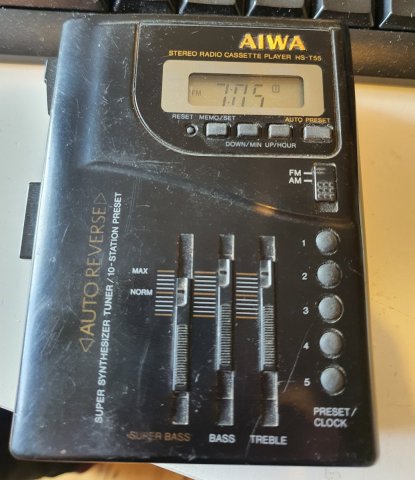 AIWA
STEREO RADIO CASSETTE PLAYER HS-T55
FM
RESET MEMO/SET AUTO PRESET
DOWN/MIN UP/HOUR
FM
AM
◁AUTO REVERSE▷
SUPER SYNTHESIZER TUNER/10-STATION PRESET
MAX
NORM
1
2
3
4
5
PRESET/
CLOCK
SUPER BASS BASS TREBLE